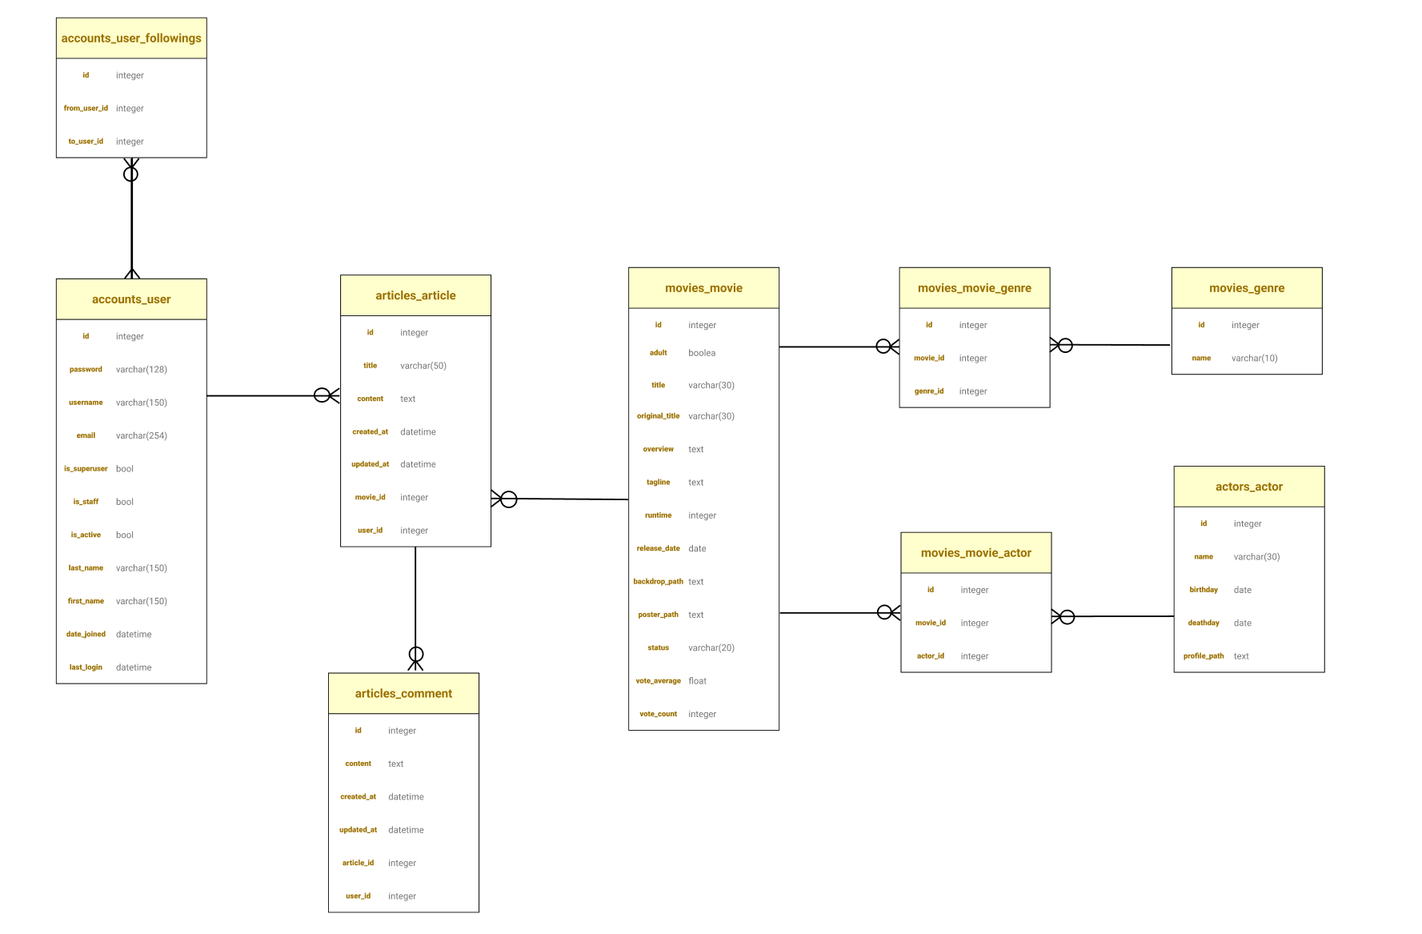 accounts_user_followings
id integer
from_user_id integer
to_user_id integer
accounts_user
id integer
password varchar(128)
username varchar(150)
email varchar(254)
is_superuser bool
is_staff bool
is_active bool
last_name varchar(150)
first_name varchar(150)
date_joined datetime
last_login datetime
articles_article
id integer
title varchar(50)
content text
created_at datetime
updated_at datetime
movie_id integer
user_id integer
articles_comment
id integer
content text
created_at datetime
updated_at datetime
article_id integer
user_id integer
movies_movie
id integer
adult boolea
title varchar(30)
original_title varchar(30)
overview text
tagline text
runtime integer
release_date date
backdrop_path text
poster_path text
status varchar(20)
vote_average float
vote_count integer
movies_movie_genre
id integer
movie_id integer
genre_id integer
movies_genre
id integer
name varchar(10)
movies_movie_actor
id integer
movie_id integer
actor_id integer
actors_actor
id integer
name varchar(30)
birthday date
deathday date
profile_path text